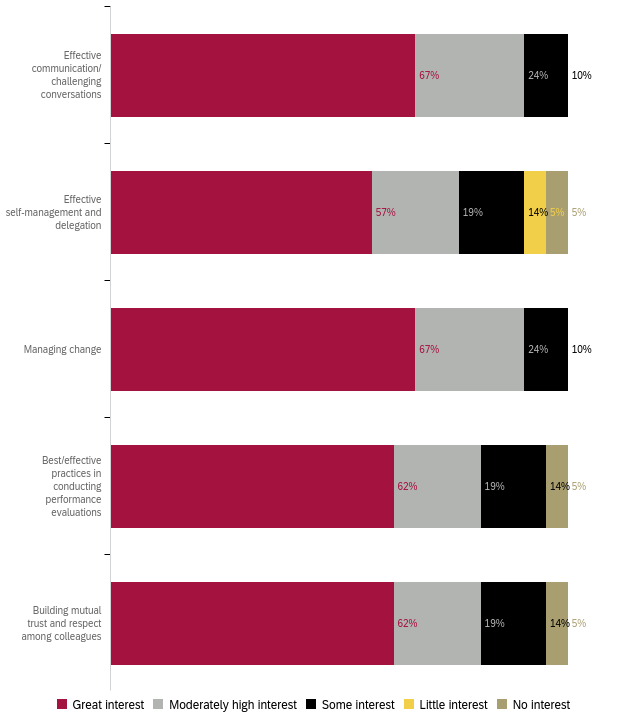 Effective
communication/
challenging
conversations
67%
24%
10%
Effective
self-management and
delegation
57%
19%
14%
5%
5%
Managing change
67%
24%
10%
Best/effective
practices in
conducting
performance
evaluations
62%
19%
14%
5%
Building mutual
trust and respect
among colleagues
62%
19%
14%
5%
Great interest
Moderately high interest
Some interest
Little interest
No interest